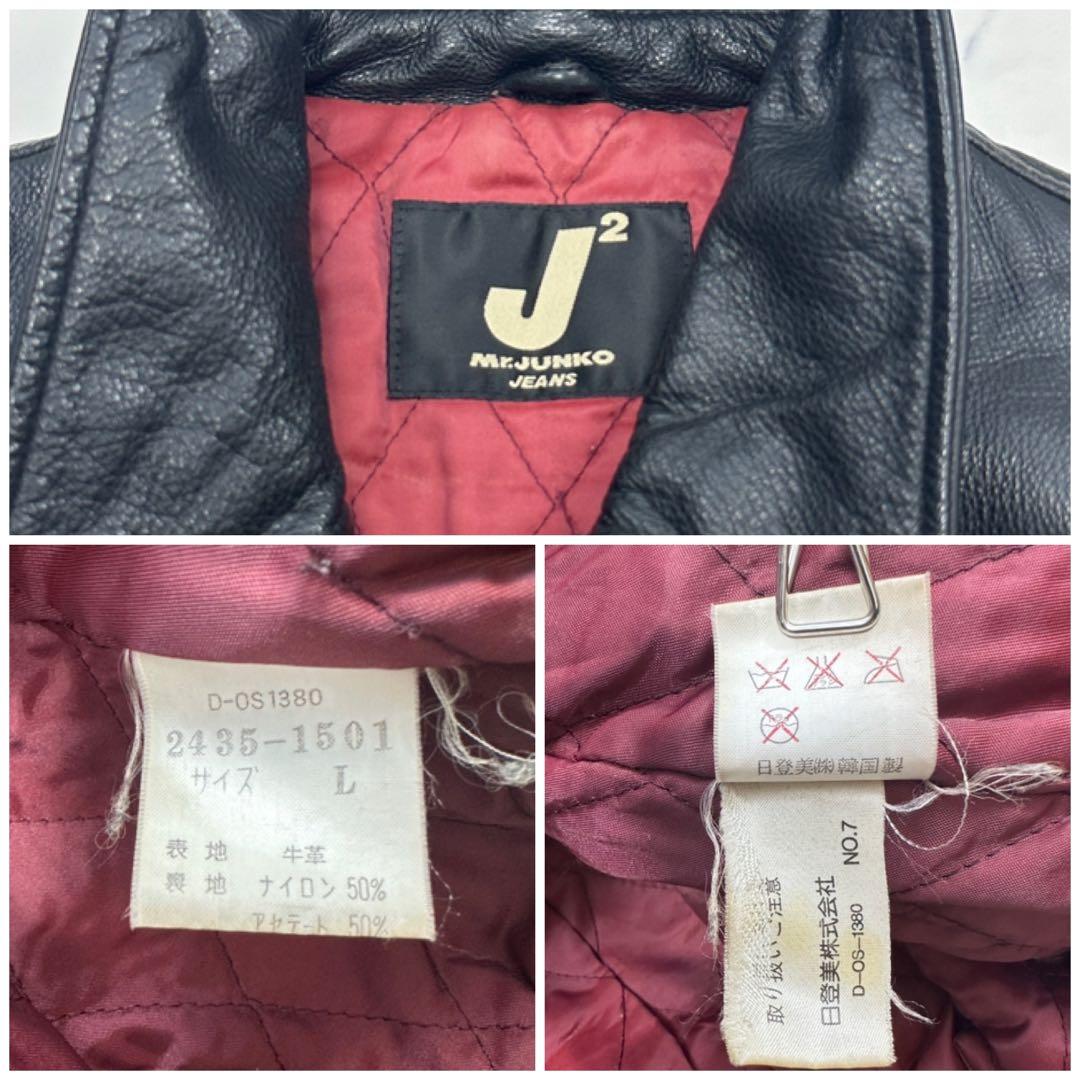 J2
Mr.JUNKO
JEANS
D-OS1380
2435-1501
サイズ L
表地 牛革
裏地 ナイロン50%
アセテート 50%
日登美㈱韓国製
取り扱いご注意
日登美株式会社
D-OS-1380 NO.7